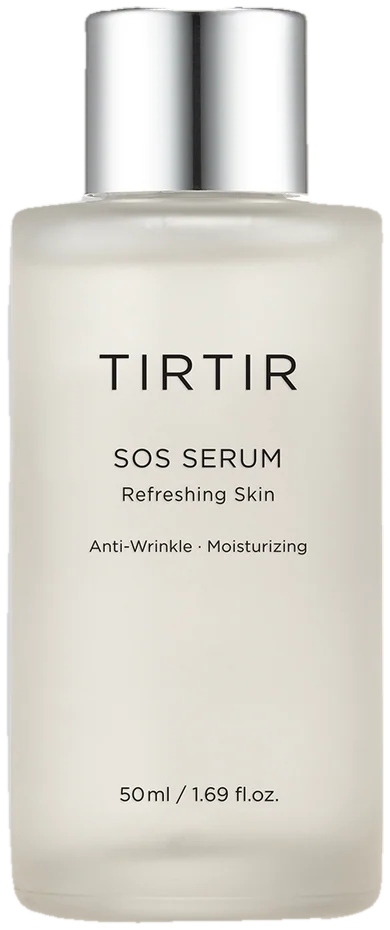 TIRTIR
SOS SERUM
Refreshing Skin
Anti-Wrinkle · Moisturizing
50ml / 1.69 fl.oz.